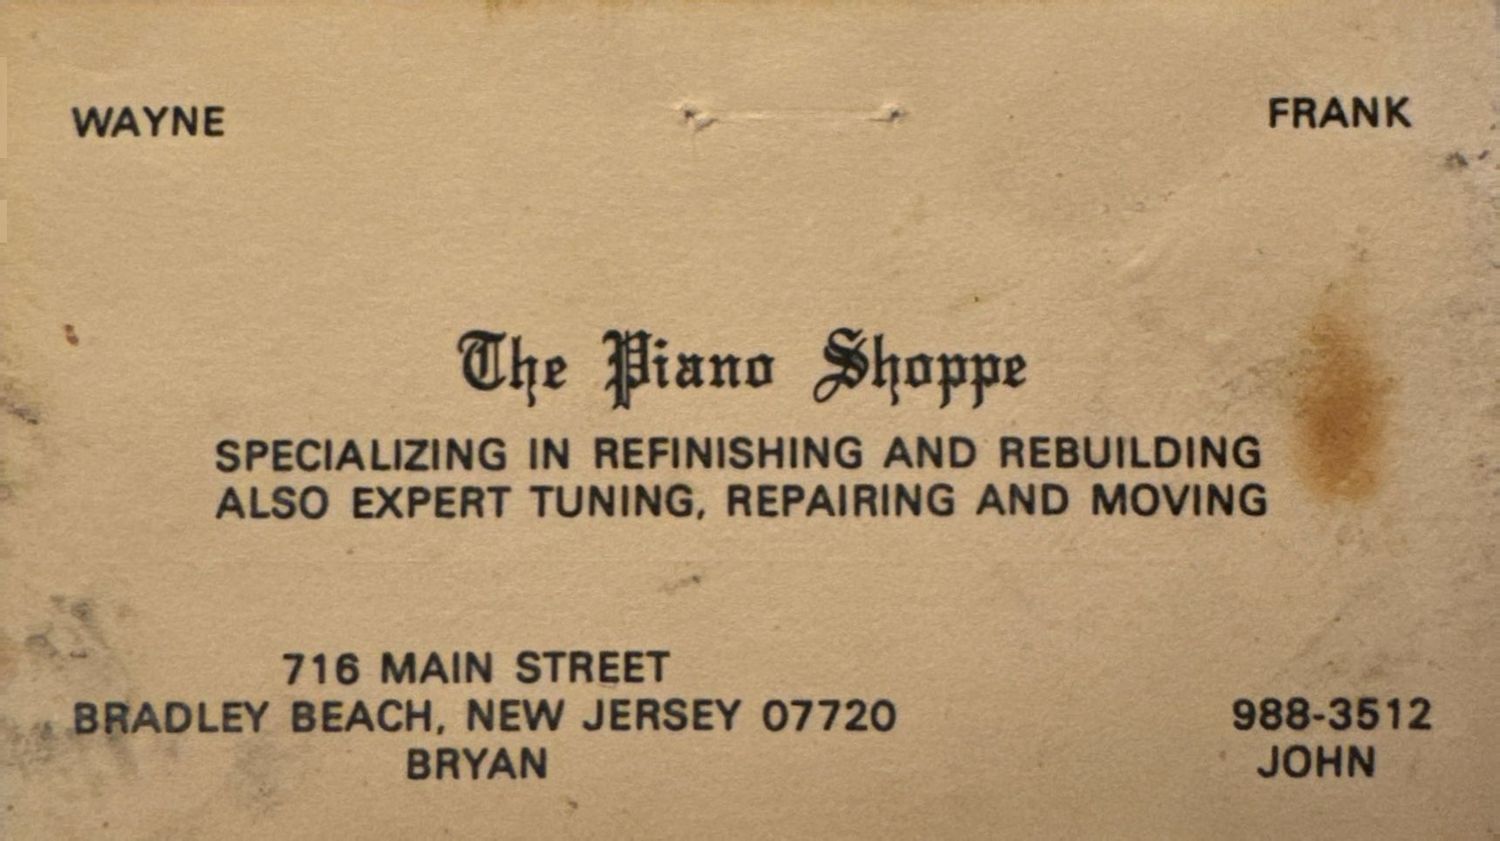 WAYNE
FRANK
The Piano Shoppe
SPECIALIZING IN REFINISHING AND REBUILDING
ALSO EXPERT TUNING, REPAIRING AND MOVING
716 MAIN STREET
BRADLEY BEACH, NEW JERSEY 07720
BRYAN
988-3512
JOHN